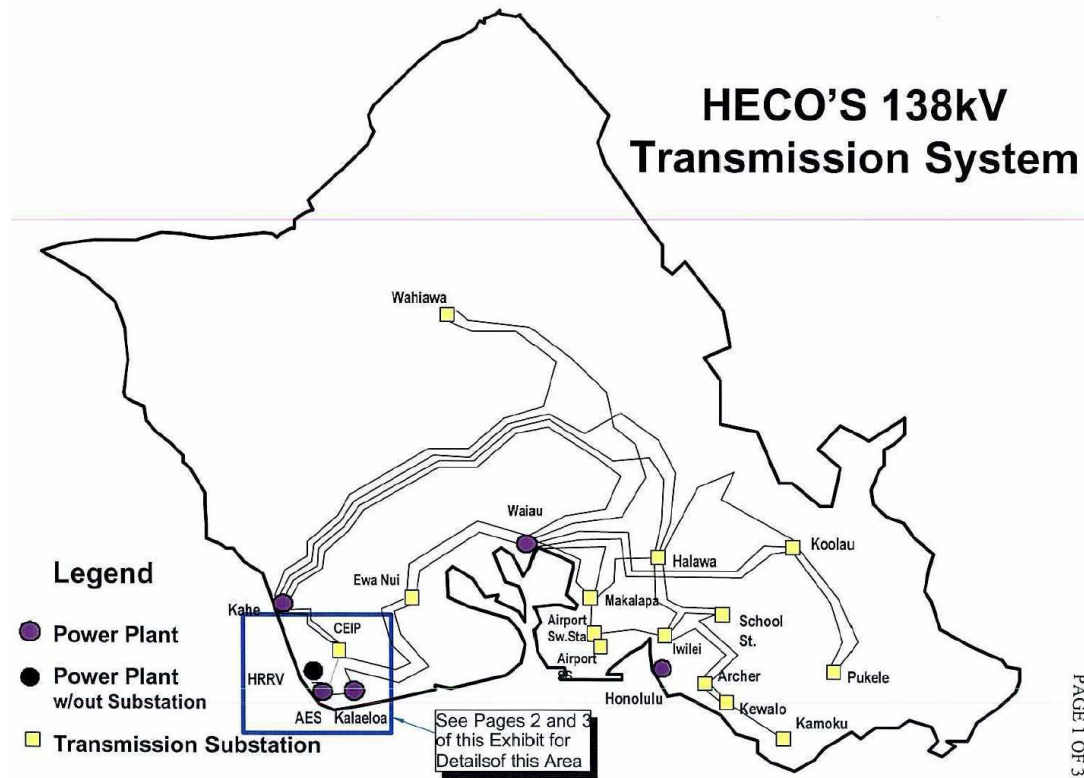 HECO'S 138kV
Transmission System
Wahiawa
Waiau
Halawa
Koolau
Ewa Nui
Makalapa
Kahe
CEIP
Airport
Sw.Sta
Airport
Iwilei
School
St.
HRRV
AES
Kalaeloa
Honolulu
Archer
Kewalo
Kamoku
Pukele
Legend
Power Plant
Power Plant
w/out Substation
Transmission Substation
See Pages 2 and 3
of this Exhibit for
Detailsof this Area
PAGE 1 OF 3